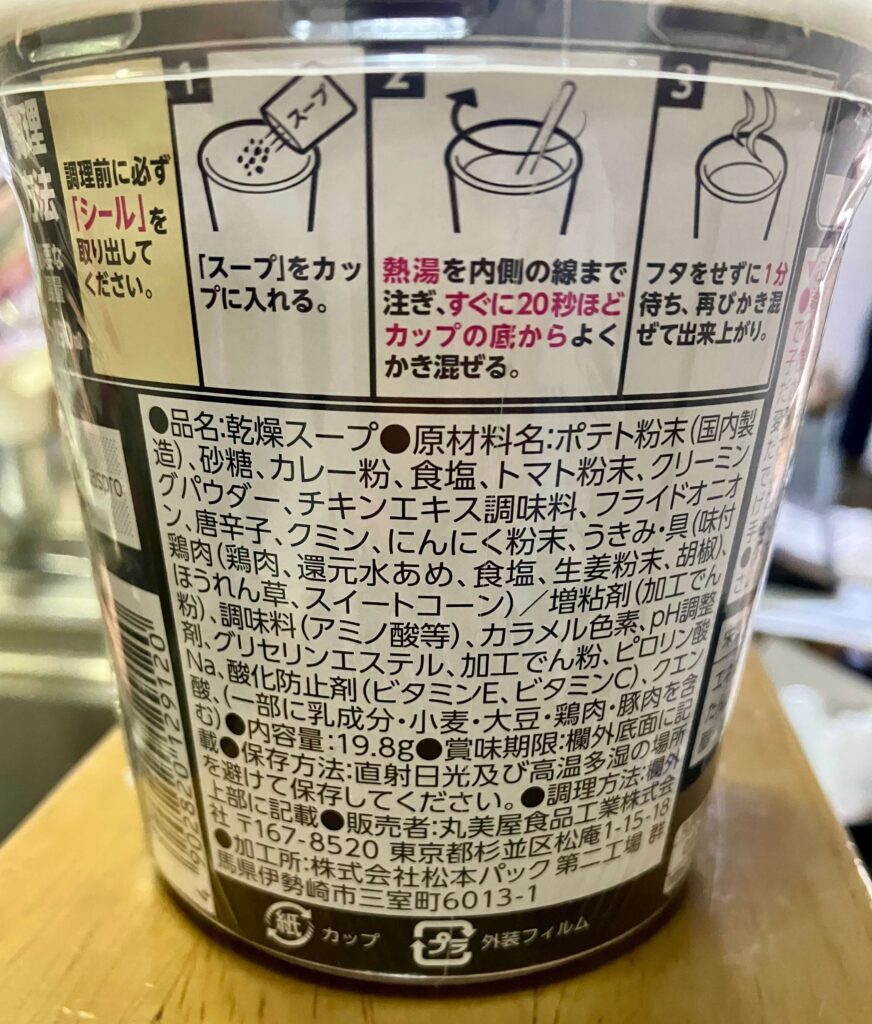 調理前に必ず
「シール」を
取り出して
ください。
1
スープ
「スープ」をカッ
プに入れる。
2
熱湯を内側の線まで
注ぎ、すぐに20秒ほど
カップの底からよく
かき混ぜる。
3
フタをせずに1分
待ち、再びかき混
ぜて出来上がり。
●品名:乾燥スープ●原材料名:ポテト粉末(国内製
造)、砂糖、カレー粉、食塩、トマト粉末、クリーミン
グパウダー、チキンエキス調味料、フライドオニオ
ン、唐辛子、クミン、にんにく粉末、うきみ・具(味付
鶏肉(鶏肉、還元水あめ、食塩、生姜粉末、胡椒)、
ほうれん草、スイートコーン)/増粘剤(加工でん
粉)、調味料(アミノ酸等)、カラメル色素、pH調整
剤、グリセリンエステル、加工でん粉、ピロリン酸
Na、酸化防止剤(ビタミンE、ビタミンC)、クエン
酸、(一部に乳成分・小麦・大豆・鶏肉・豚肉を含
む)●内容量:19.8g●賞味期限:欄外底面に記
載●保存方法:直射日光及び高温多湿の場所
を避けて保存してください。●調理方法:欄外
上部に記載●販売者:丸美屋食品工業株式会
社 〒167-8520 東京都杉並区松庵1-15-18
●加工所:株式会社松本パック 第二工場 群
馬県伊勢崎市三室町6013-1
4902820129120
紙 カップ
プラ 外装フィルム